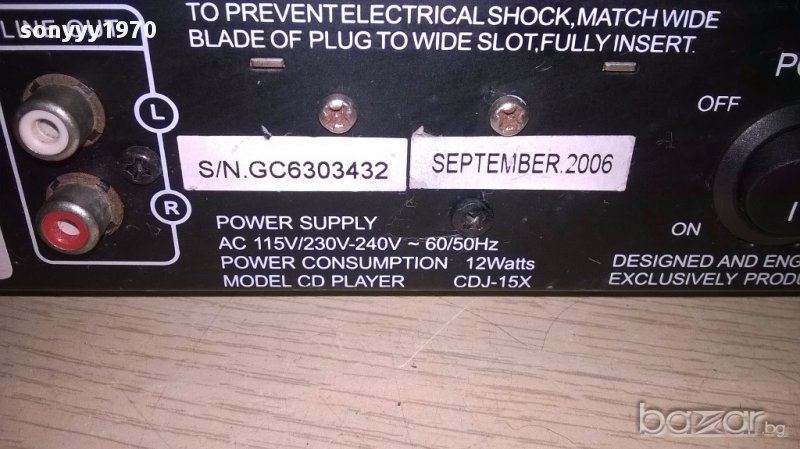 sonyyy1970
LINE OUT
TO PREVENT ELECTRICAL SHOCK, MATCH WIDE
BLADE OF PLUG TO WIDE SLOT, FULLY INSERT.
L
R
S/N.GC6303432
SEPTEMBER.2006
OFF
ON
I
POWER SUPPLY
AC 115V/230V-240V ~ 60/50Hz
POWER CONSUMPTION 12Watts
MODEL CD PLAYER CDJ-15X
DESIGNED AND ENG
EXCLUSIVELY PRODU
bazar.bg